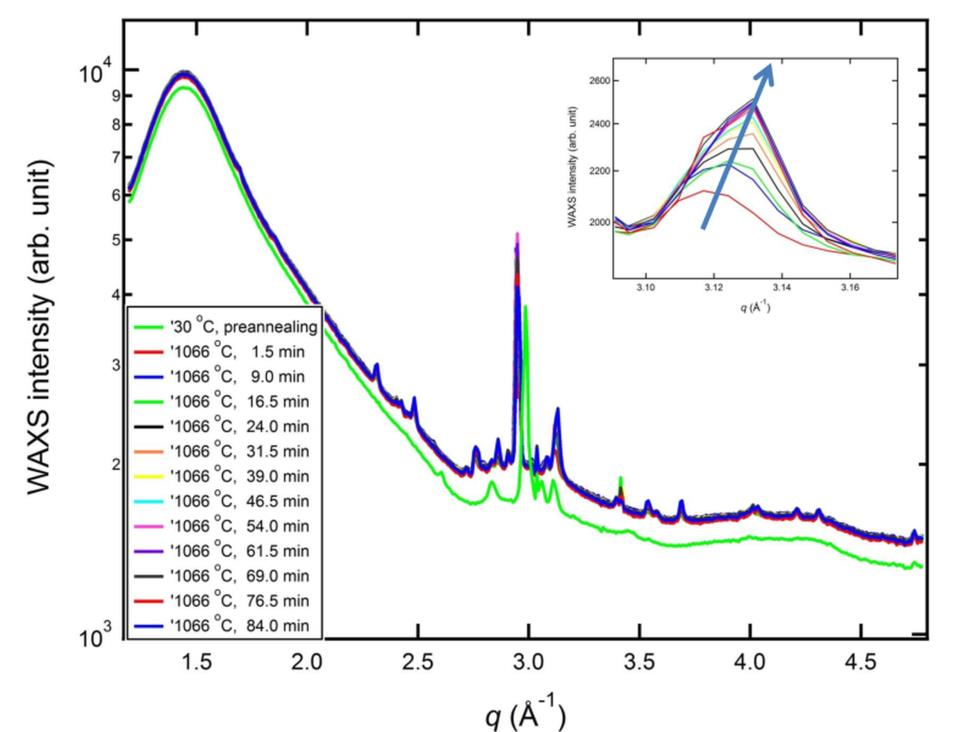 10⁴
9
8
7
6
5
4
3
2
10³
WAXS intensity (arb. unit)
'30 °C, preannealing
'1066 °C, 1.5 min
'1066 °C, 9.0 min
'1066 °C, 16.5 min
'1066 °C, 24.0 min
'1066 °C, 31.5 min
'1066 °C, 39.0 min
'1066 °C, 46.5 min
'1066 °C, 54.0 min
'1066 °C, 61.5 min
'1066 °C, 69.0 min
'1066 °C, 76.5 min
'1066 °C, 84.0 min
2600
2400
2200
2000
WAXS intensity (arb. unit)
3.10 3.12 3.14 3.16
q (Å⁻¹)
1.5 2.0 2.5 3.0 3.5 4.0 4.5
q (Å⁻¹)